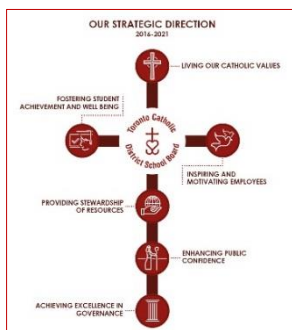 OUR STRATEGIC DIRECTION
2016-2021
LIVING OUR CATHOLIC VALUES
FOSTERING STUDENT
ACHIEVEMENT AND WELL BEING
Toronto Catholic
District School Board
INSPIRING AND
MOTIVATING EMPLOYEES
PROVIDING STEWARDSHIP
OF RESOURCES
ENHANCING PUBLIC
CONFIDENCE
ACHIEVING EXCELLENCE IN
GOVERNANCE